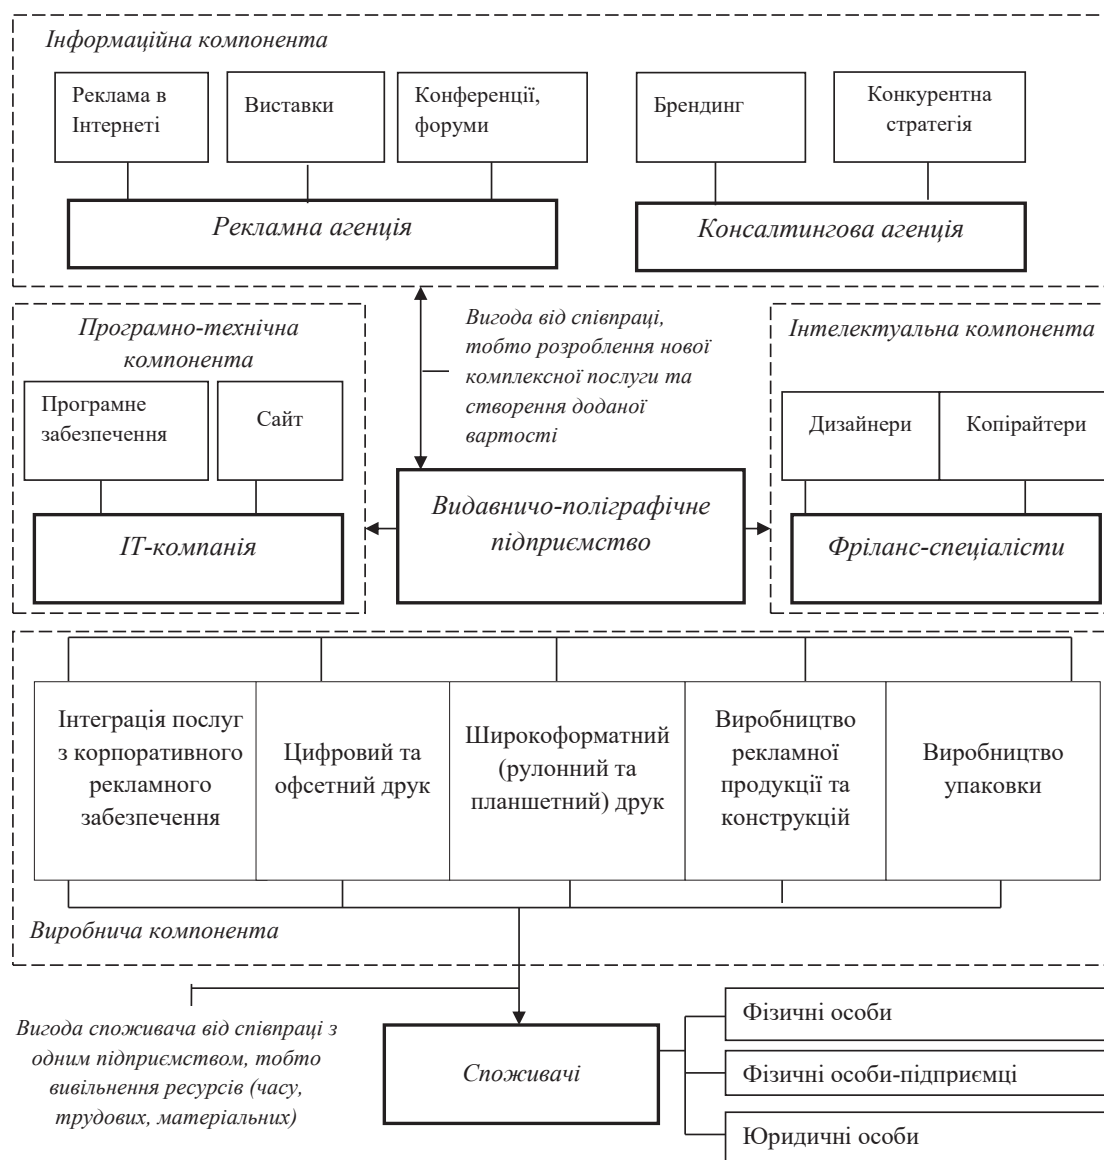 Інформаційна компонента
Реклама в
Інтернеті
Виставки
Конференції,
форуми
Брендинг
Конкурентна
стратегія
Рекламна агенція
Консалтингова агенція
Програмно-технічна
компонента
Програмне
забезпечення
Сайт
ІТ-компанія
Вигода від співпраці,
тобто розроблення нової
комплексної послуги та
створення доданої
вартості
Видавничо-поліграфічне
підприємство
Інтелектуальна компонента
Дизайнери
Копірайтери
Фріланс-спеціалісти
Інтеграція послуг
з корпоративного
рекламного
забезпечення
Цифровий та
офсетний друк
Широкоформатний
(рулонний та
планшетний) друк
Виробництво
рекламної
продукції та
конструкцій
Виробництво
упаковки
Виробнича компонента
Вигода споживача від співпраці з
одним підприємством, тобто
вивільнення ресурсів (часу,
трудових, матеріальних)
Споживачі
Фізичні особи
Фізичні особи-підприємці
Юридичні особи